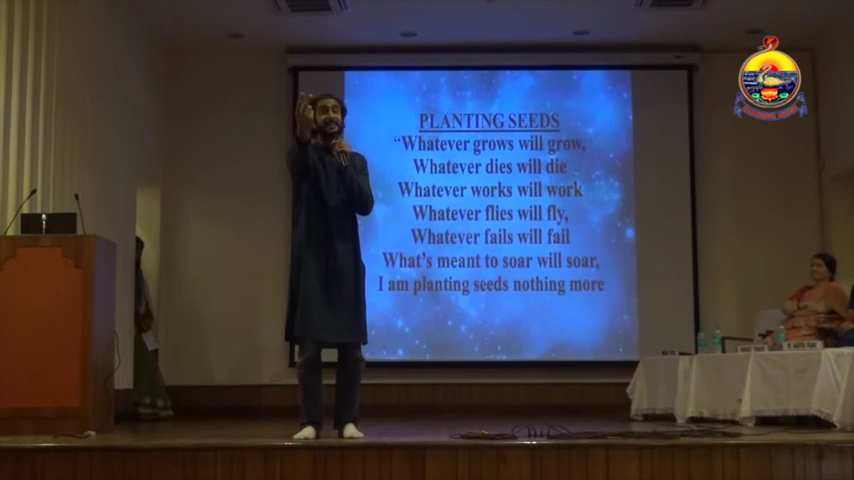 PLANTING SEEDS
“Whatever grows will grow,
Whatever dies will die
Whatever works will work
Whatever flies will fly,
Whatever fails will fail
What's meant to soar will soar,
I am planting seeds nothing more